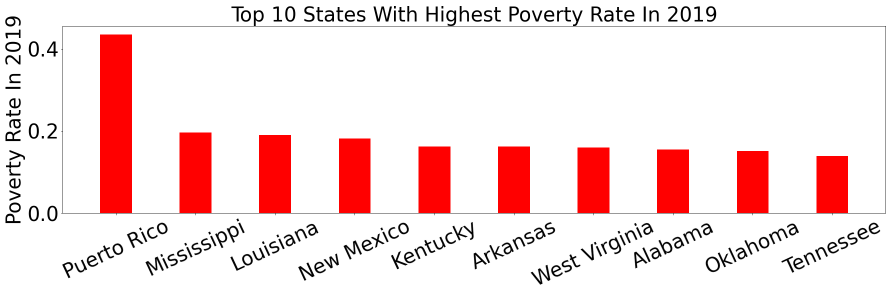 Top 10 States With Highest Poverty Rate In 2019
Poverty Rate In 2019
0.4
0.2
0.0
Puerto Rico
Mississippi
Louisiana
New Mexico
Kentucky
Arkansas
West Virginia
Alabama
Oklahoma
Tennessee